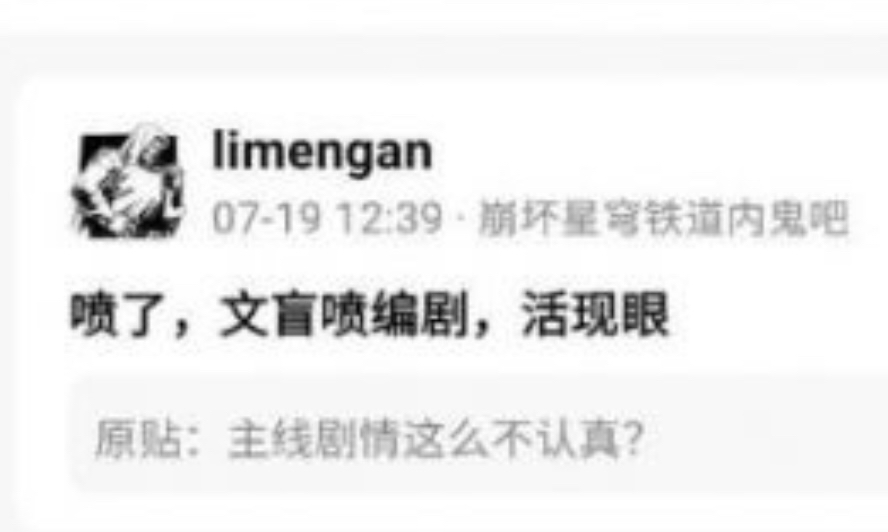 limengan
07-19 12:39 · 崩坏星穹铁道内鬼吧
喷了，文盲喷编剧，活现眼
原贴：主线剧情这么不认真？